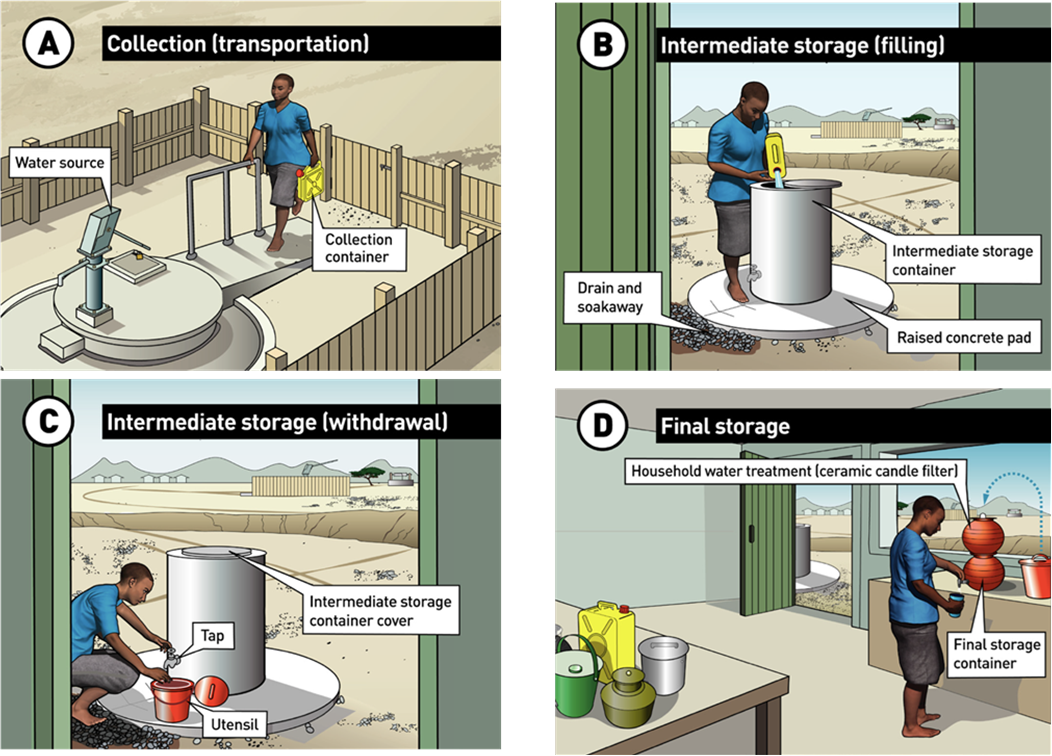 A
Collection (transportation)
Water source
Collection
container
B
Intermediate storage (filling)
Intermediate storage
container
Drain and
soakaway
Raised concrete pad
C
Intermediate storage (withdrawal)
Intermediate storage
container cover
Tap
Utensil
D
Final storage
Household water treatment (ceramic candle filter)
Final storage
container